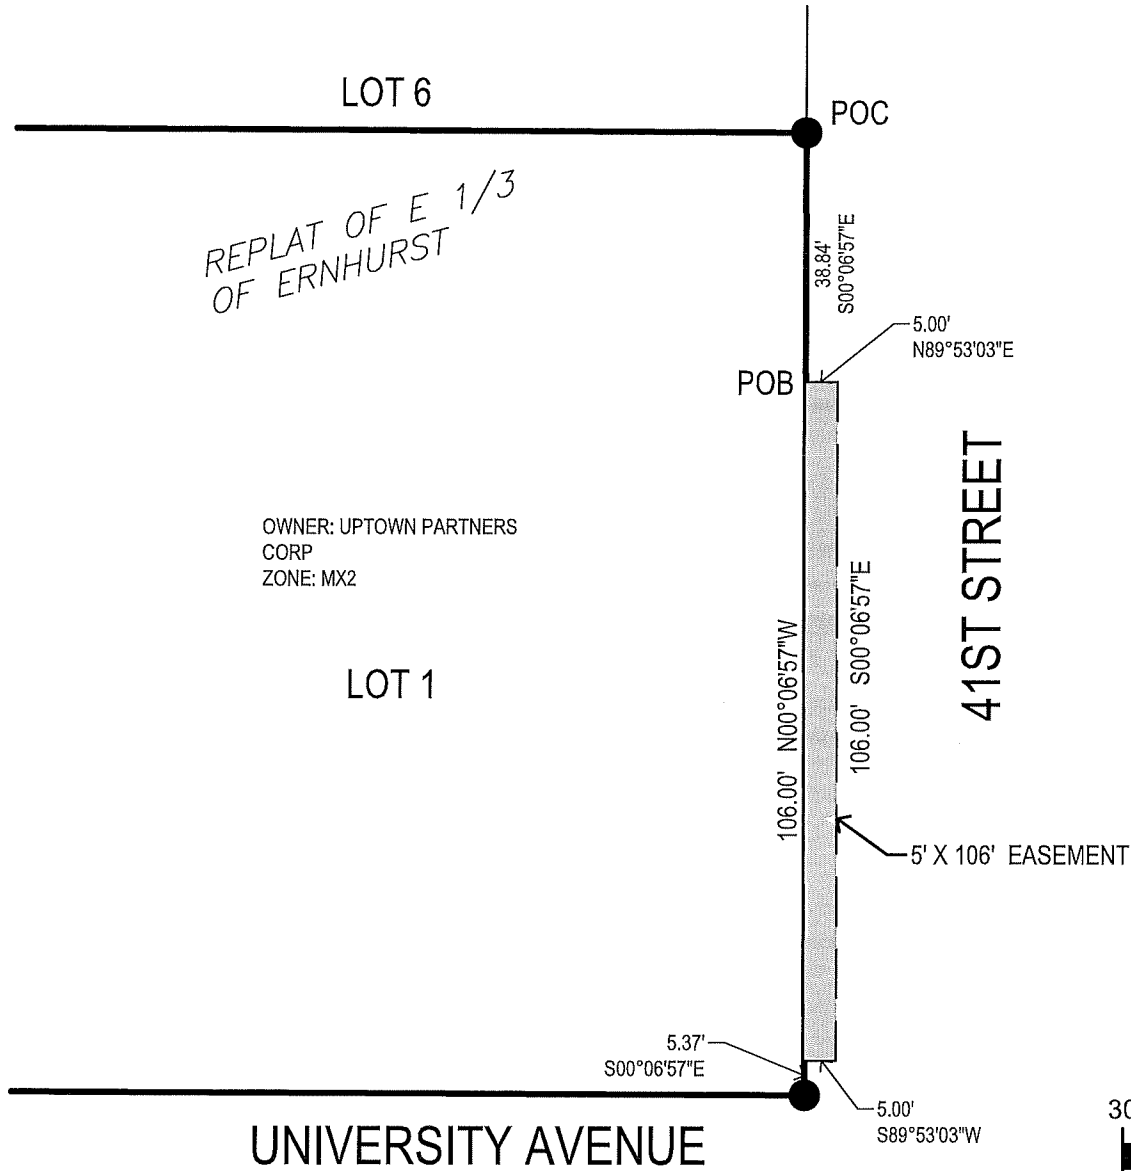 LOT 6
POC
REPLAT OF E 1/3
OF ERNHURST
38.84'
S00°06'57"E
5.00'
N89°53'03"E
POB
41ST STREET
OWNER: UPTOWN PARTNERS
CORP
ZONE: MX2
LOT 1
106.00' N00°06'57"W
106.00' S00°06'57"E
5' X 106' EASEMENT
5.37'
S00°06'57"E
5.00'
S89°53'03"W
UNIVERSITY AVENUE